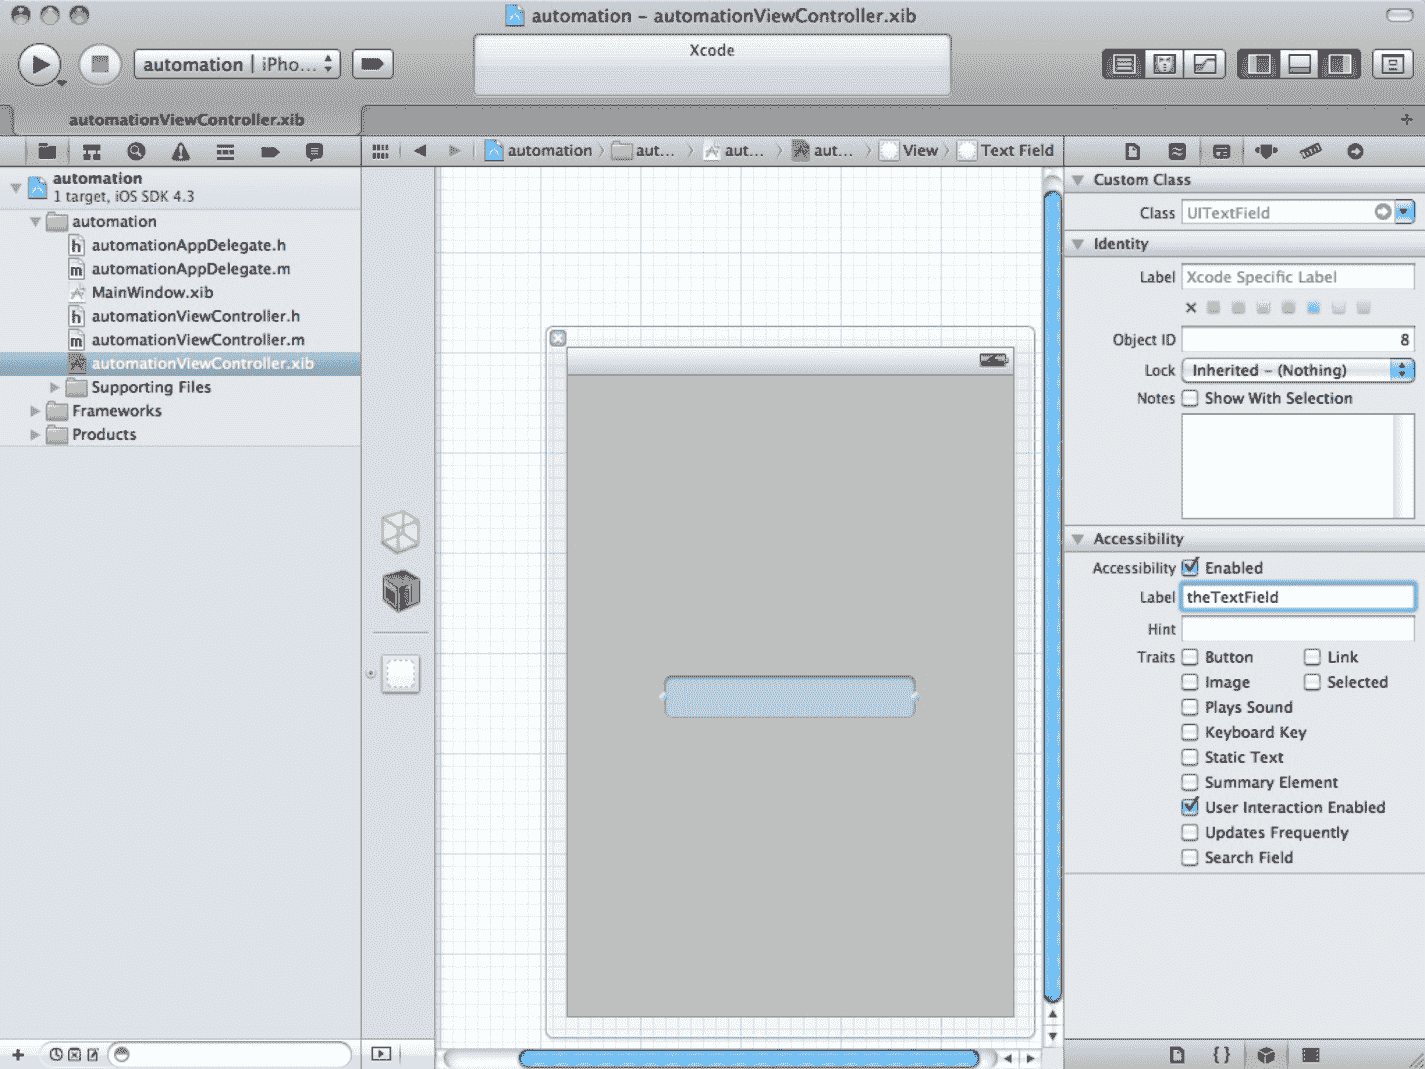 automation – automationViewController.xib
automation | iPho...
Xcode
automationViewController.xib
automation
aut...
aut...
aut...
View
Text Field
automation
1 target, iOS SDK 4.3
automation
automationAppDelegate.h
automationAppDelegate.m
MainWindow.xib
automationViewController.h
automationViewController.m
automationViewController.xib
Supporting Files
Frameworks
Products
Custom Class
Class UITextField
Identity
Label Xcode Specific Label
Object ID 8
Lock Inherited – (Nothing)
Notes Show With Selection
Accessibility
Accessibility Enabled
Label theTextField
Hint
Traits Button Link
Image Selected
Plays Sound
Keyboard Key
Static Text
Summary Element
User Interaction Enabled
Updates Frequently
Search Field